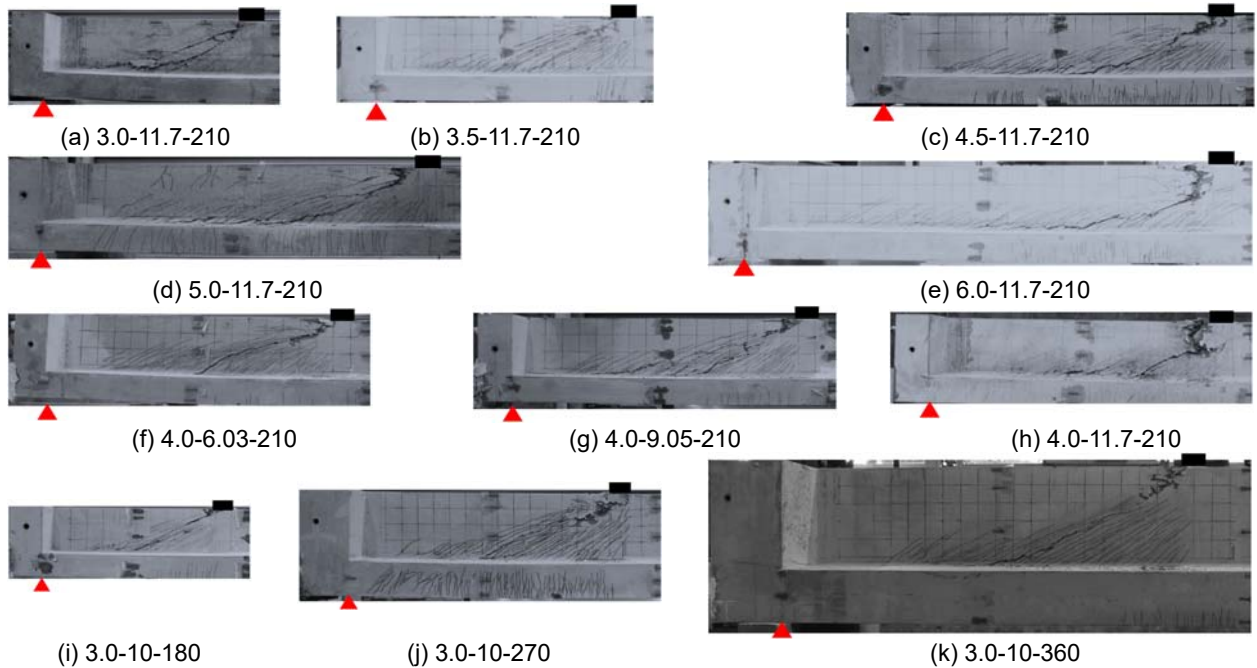 (a) 3.0-11.7-210
(b) 3.5-11.7-210
(c) 4.5-11.7-210
(d) 5.0-11.7-210
(e) 6.0-11.7-210
(f) 4.0-6.03-210
(g) 4.0-9.05-210
(h) 4.0-11.7-210
(i) 3.0-10-180
(j) 3.0-10-270
(k) 3.0-10-360